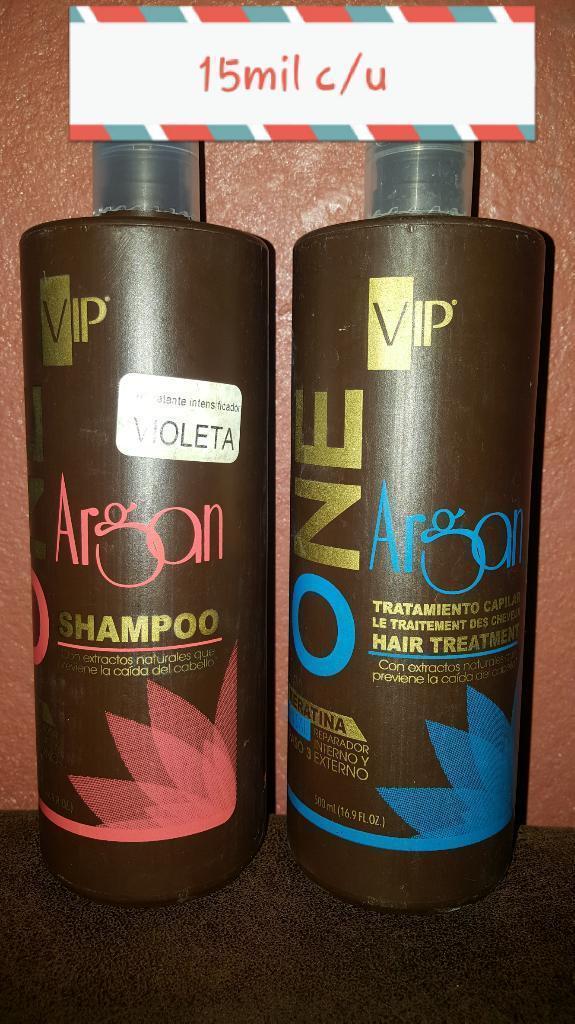 15mil c/u
VIP
intensificador
VIOLETA
Argan
SHAMPOO
con extractos naturales que
previene la caída del cabello
VIP
ONE
Argan
TRATAMIENTO CAPILAR
LE TRAITEMENT DES CHEVEUX
HAIR TREATMENT
Con extractos naturales
previene la caída del cabello
REPARADOR
INTERNO Y
EXTERNO
500 ml (16.9 FL.OZ.)